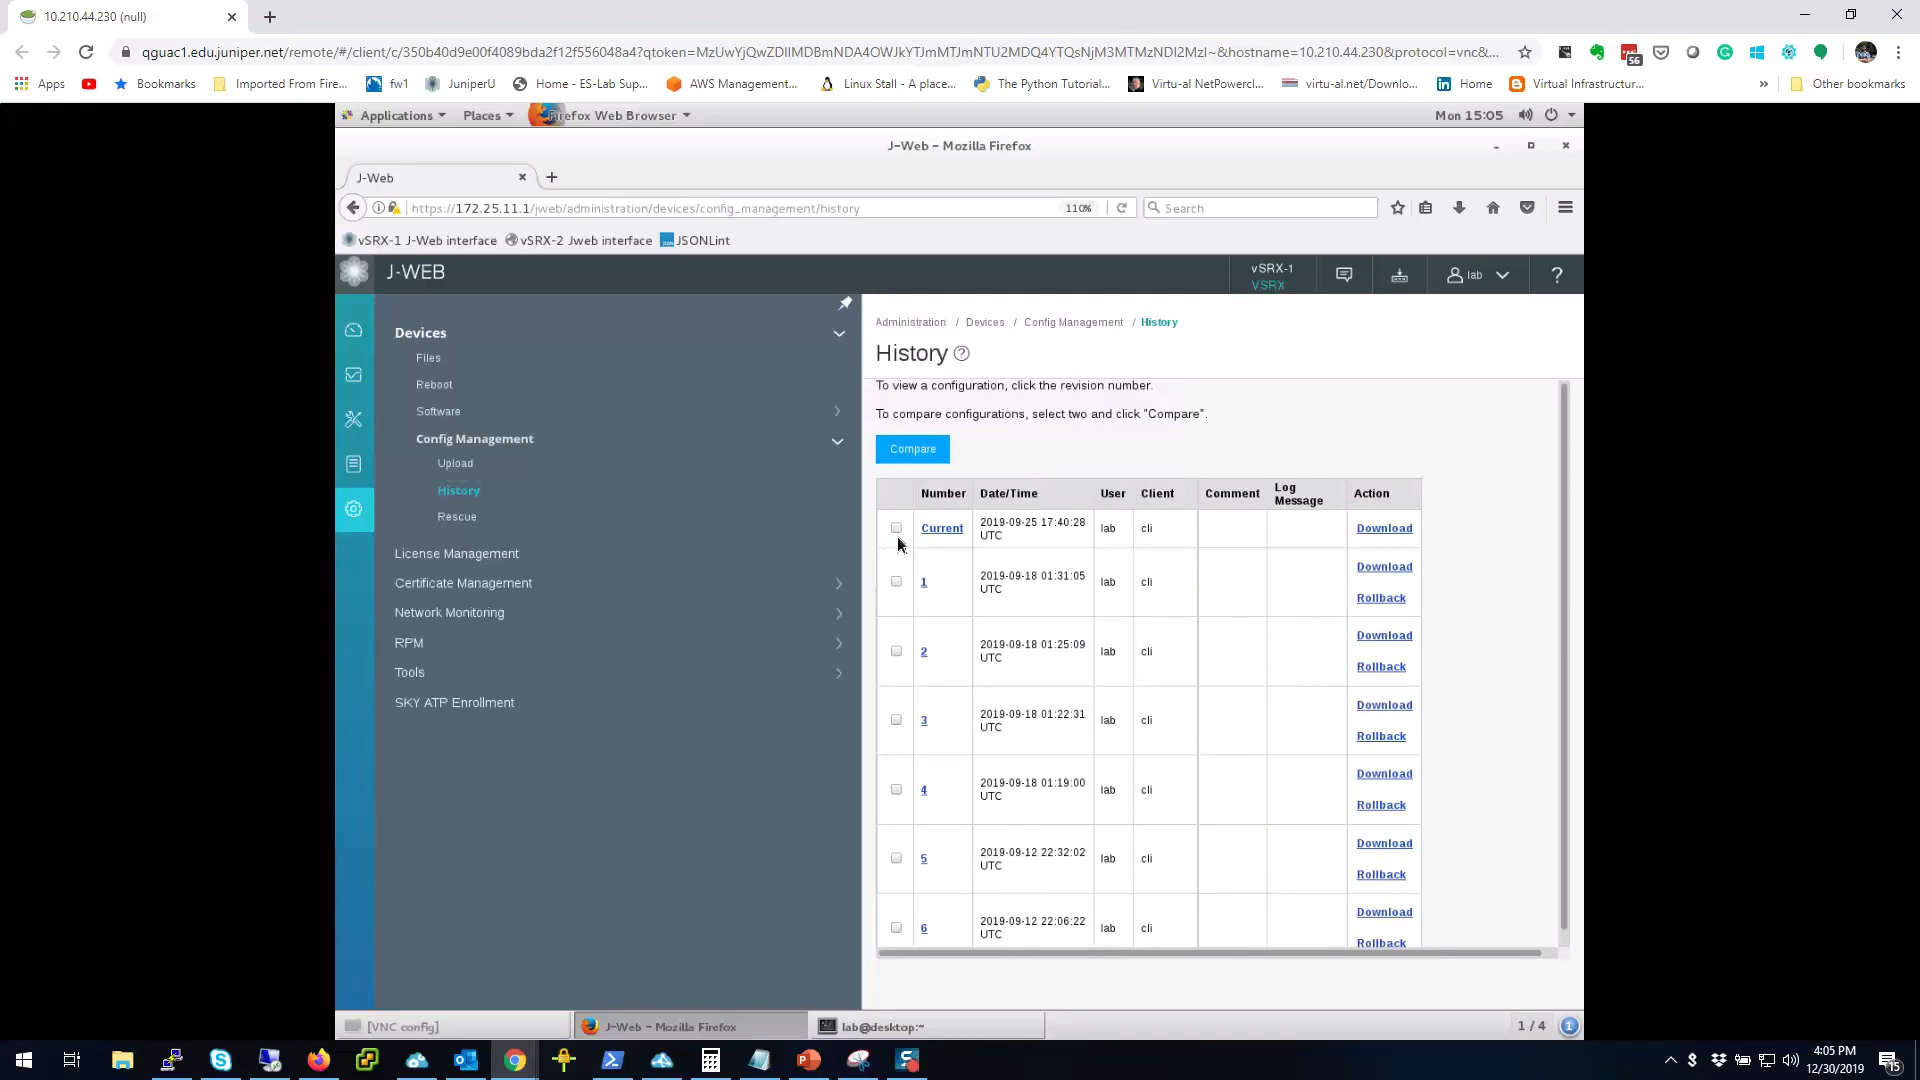 10.210.44.230 (null)
qguac1.edu.juniper.net/remote/#/client/c/350b40d9e00f4089bda2f12f556048a4?qtoken=MzUwYjQwZDllMDBmNDA4OWJkYTJmMTJmNTU2MDQ4YTQsNjM3MTMzNDI2MzI~&hostname=10.210.44.230&protocol=vnc&...
56
Apps Bookmarks Imported From Fire... fw1 JuniperU Home - ES-Lab Sup... AWS Management... Linux Stall - A place... The Python Tutorial... Virtu-al NetPowercl... virtu-al.net/Downlo... Home Virtual Infrastructur... » Other bookmarks
Applications Places Firefox Web Browser Mon 15:05
J-Web - Mozilla Firefox
J-Web
https://172.25.11.1/jweb/administration/devices/config_management/history 110% Search
vSRX-1 J-Web interface vSRX-2 Jweb interface JSONLint
J-WEB vSRX-1 VSRX lab ?
Devices
Files
Reboot
Software
Config Management
Upload
History
Rescue
License Management
Certificate Management
Network Monitoring
RPM
Tools
SKY ATP Enrollment
Administration / Devices / Config Management / History
History ?
To view a configuration, click the revision number.
To compare configurations, select two and click "Compare".
Compare
Number Date/Time User Client Comment Log Message Action
Current 2019-09-25 17:40:28 UTC lab cli Download
1 2019-09-18 01:31:05 UTC lab cli Download Rollback
2 2019-09-18 01:25:09 UTC lab cli Download Rollback
3 2019-09-18 01:22:31 UTC lab cli Download Rollback
4 2019-09-18 01:19:00 UTC lab cli Download Rollback
5 2019-09-12 22:32:02 UTC lab cli Download Rollback
6 2019-09-12 22:06:22 UTC lab cli Download Rollback
[VNC config] J-Web - Mozilla Firefox lab@desktop:~ 1 / 4 1
4:05 PM
12/30/2019
15